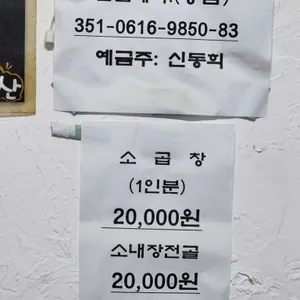 351-0616-9850-83
예금주: 신동희
산
소 곱 창
(1인분)
20,000원
소내장전골
20,000원